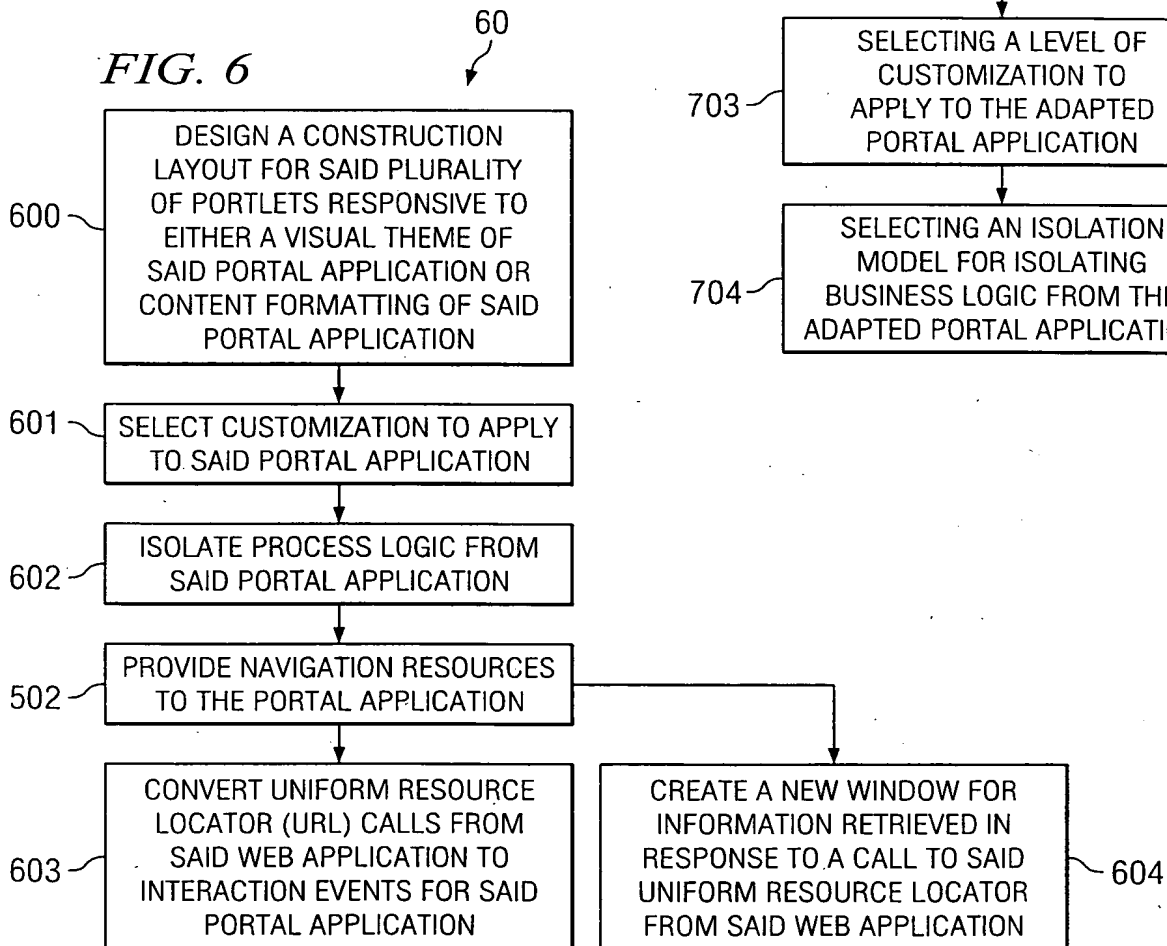 60
FIG. 6
600
DESIGN A CONSTRUCTION
LAYOUT FOR SAID PLURALITY
OF PORTLETS RESPONSIVE TO
EITHER A VISUAL THEME OF
SAID PORTAL APPLICATION OR
CONTENT FORMATTING OF SAID
PORTAL APPLICATION
601
SELECT CUSTOMIZATION TO APPLY
TO SAID PORTAL APPLICATION
602
ISOLATE PROCESS LOGIC FROM
SAID PORTAL APPLICATION
502
PROVIDE NAVIGATION RESOURCES
TO THE PORTAL APPLICATION
603
CONVERT UNIFORM RESOURCE
LOCATOR (URL) CALLS FROM
SAID WEB APPLICATION TO
INTERACTION EVENTS FOR SAID
PORTAL APPLICATION
CREATE A NEW WINDOW FOR
INFORMATION RETRIEVED IN
RESPONSE TO A CALL TO SAID
UNIFORM RESOURCE LOCATOR
FROM SAID WEB APPLICATION
604
703
SELECTING A LEVEL OF
CUSTOMIZATION TO
APPLY TO THE ADAPTED
PORTAL APPLICATION
704
SELECTING AN ISOLATION
MODEL FOR ISOLATING
BUSINESS LOGIC FROM
ADAPTED PORTAL